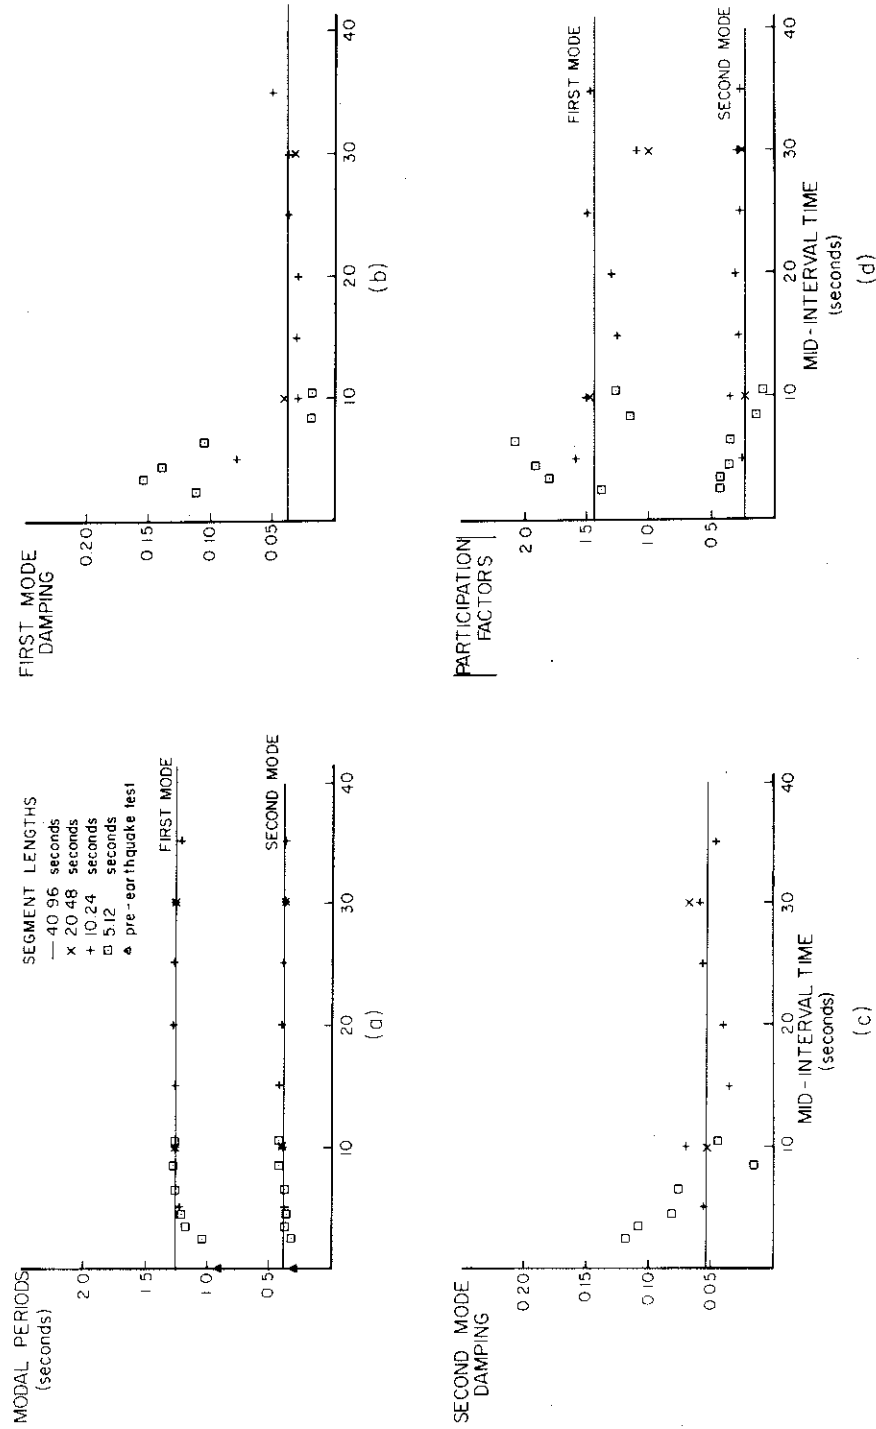 MODAL PERIODS
(seconds)
2.0
1.5
1.0
0.5
SEGMENT LENGTHS
— 40.96 seconds
× 20.48 seconds
+ 10.24 seconds
⊡ 5.12 seconds
▲ pre-earthquake test
FIRST MODE
SECOND MODE
10
20
30
40
(a)
FIRST MODE
DAMPING
0.20
0.15
0.10
0.05
10
20
30
40
(b)
SECOND MODE
DAMPING
0.20
0.15
0.10
0.05
10
20
30
40
MID-INTERVAL TIME
(seconds)
(c)
PARTICIPATION
FACTORS
2.0
1.5
1.0
0.5
FIRST MODE
SECOND MODE
10
20
30
40
MID-INTERVAL TIME
(seconds)
(d)